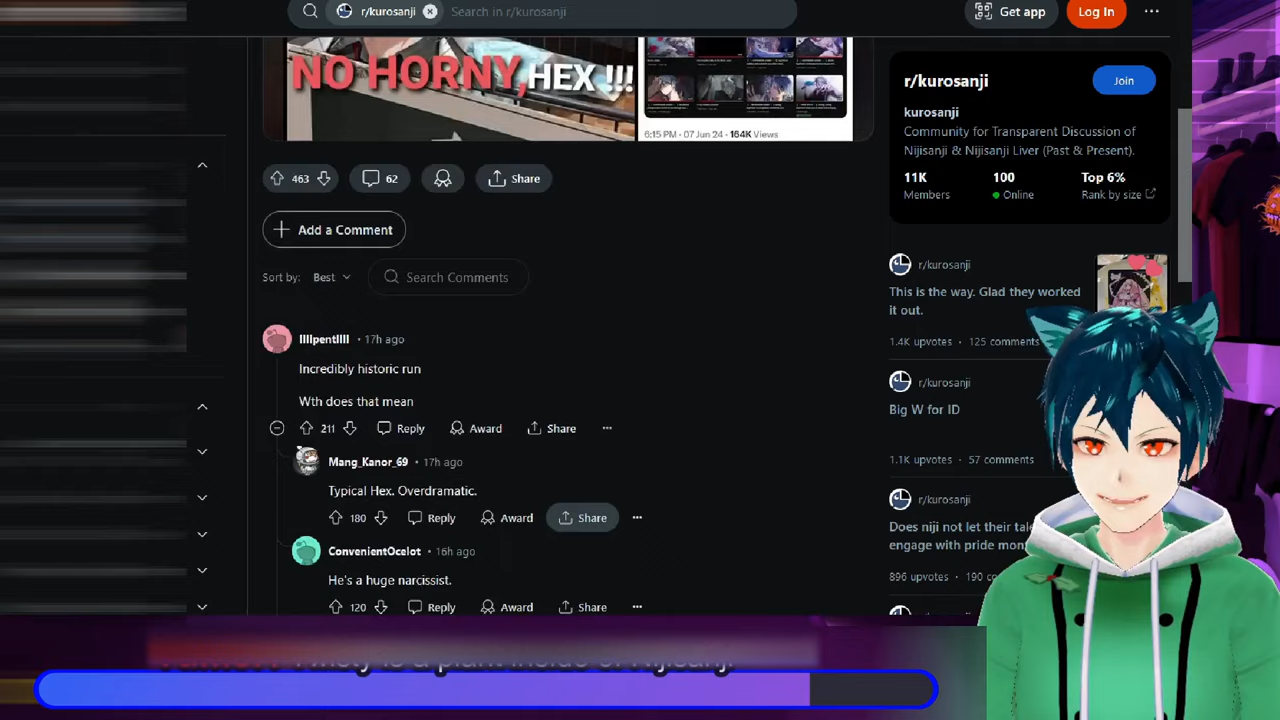 r/kurosanji
Search in r/kurosanji
Get app
Log In
NO HORNY, HEX !!!
6:15 PM · 07 Jun 24 · 164K Views
463
62
Share
Add a Comment
Sort by: Best
Search Comments
IIIIpentIIII · 17h ago
Incredibly historic run
Wth does that mean
211 Reply Award Share
Mang_Kanor_69 · 17h ago
Typical Hex. Overdramatic.
180 Reply Award Share
ConvenientOcelot · 16h ago
He's a huge narcissist.
120 Reply Award Share
r/kurosanji
Join
kurosanji
Community for Transparent Discussion of
Nijisanji & Nijisanji Liver (Past & Present).
11K 100 Top 6%
Members Online Rank by size
r/kurosanji
This is the way. Glad they worked
it out.
1.4K upvotes · 125 comments
r/kurosanji
Big W for ID
1.1K upvotes · 57 comments
r/kurosanji
Does niji not let their
engage with pride
896 upvotes
is a plant inside of Nijisanji